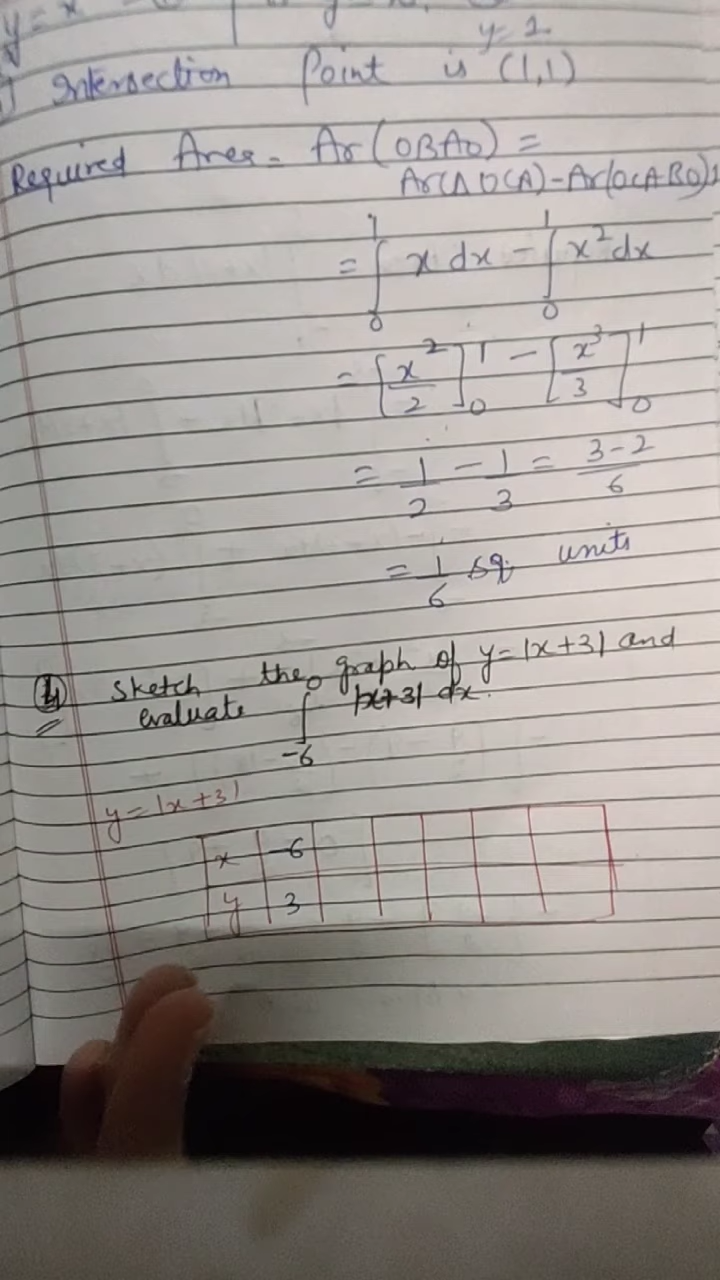 y = x
y = 1
Intersection Point is (1,1)
Required Area = Ar(OBAO) =
Ar(ΔOCA) - Ar(OCABO)
= ∫₀¹ x dx - ∫₀¹ x² dx
= [x²/2]₀¹ - [x³/3]₀¹
= 1/2 - 1/3 = 3-2/6
= 1/6 sq units
4 Sketch the graph of y=|x+3| and
evaluate ∫₋₆⁰ |x+3| dx.
y = |x+3|
x -6
y 3